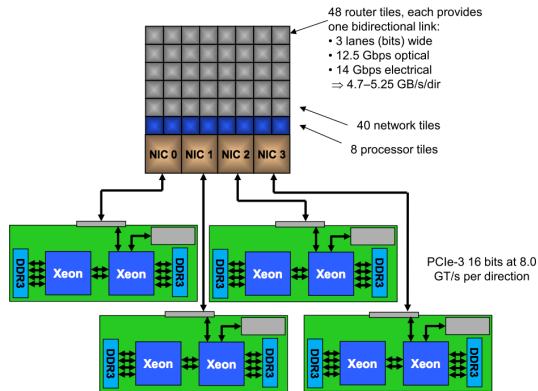 48 router tiles, each provides
one bidirectional link:
• 3 lanes (bits) wide
• 12.5 Gbps optical
• 14 Gbps electrical
⇒ 4.7–5.25 GB/s/dir
40 network tiles
8 processor tiles
NIC 0 NIC 1 NIC 2 NIC 3
DDR3 Xeon Xeon DDR3
DDR3 Xeon Xeon DDR3
PCIe-3 16 bits at 8.0
GT/s per direction
DDR3 Xeon Xeon DDR3
DDR3 Xeon Xeon DDR3